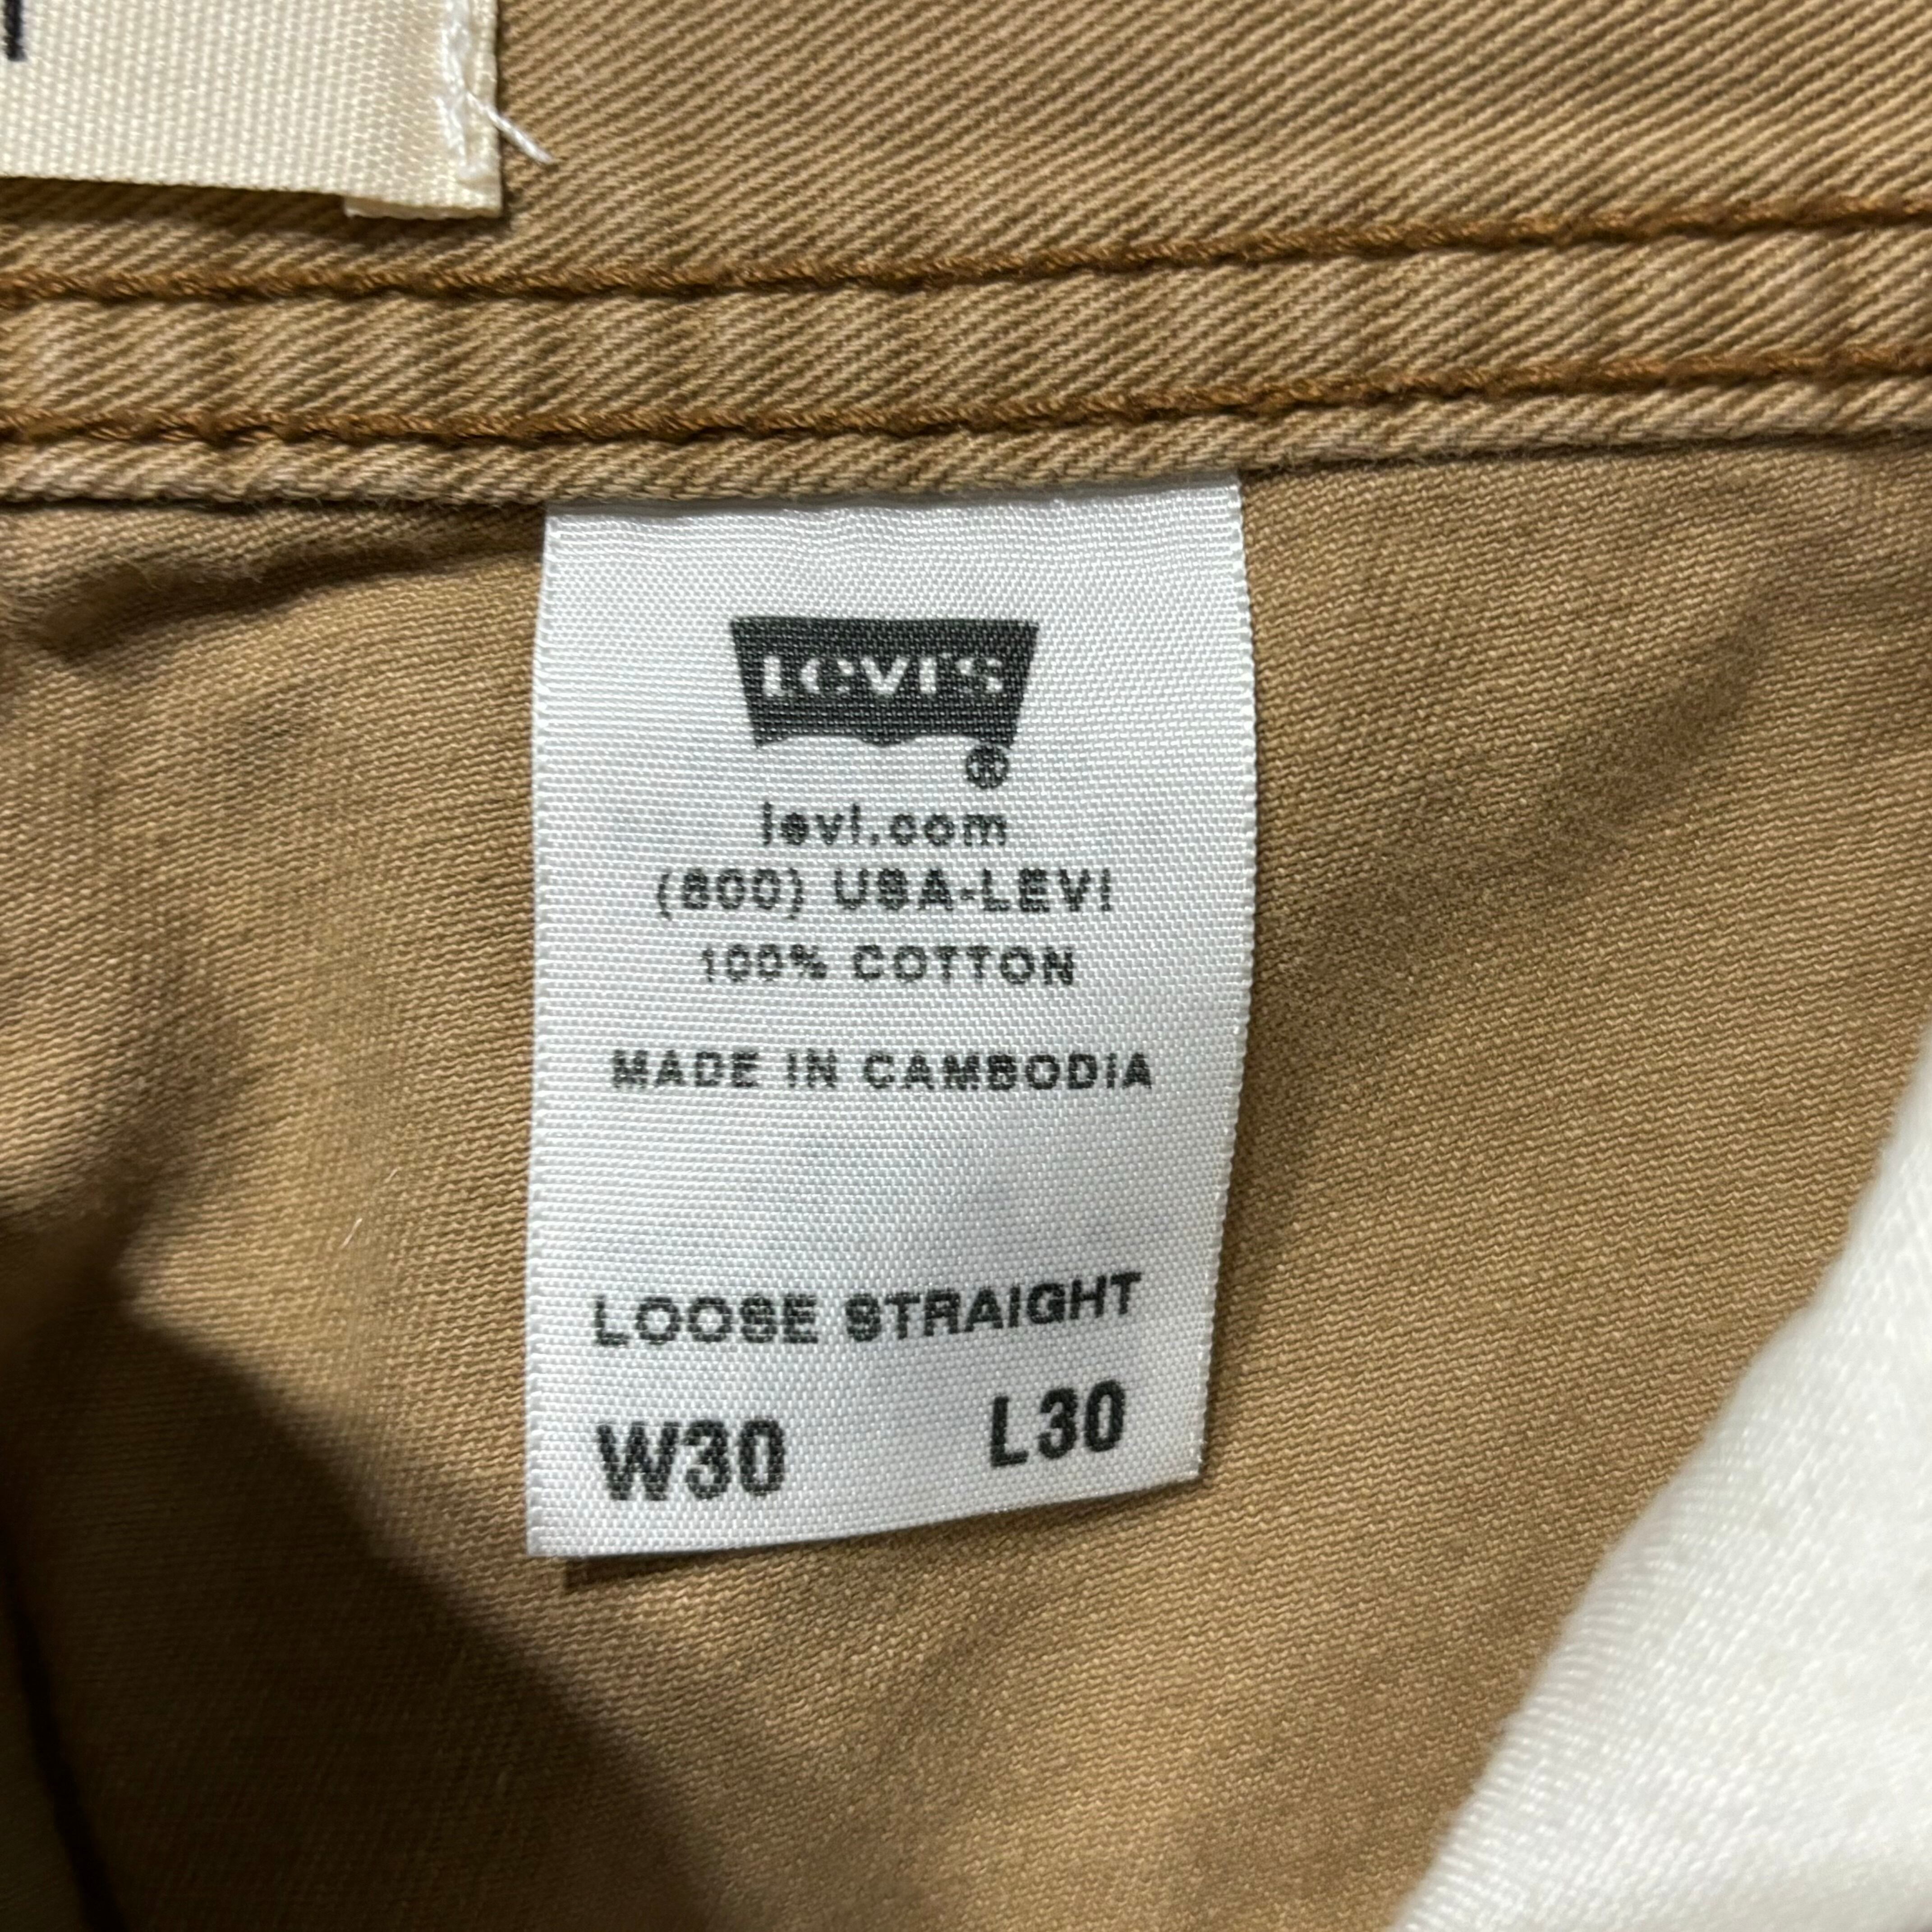 Levi's
®
levi.com
(800) USA-LEVI
100% COTTON
MADE IN CAMBODIA
LOOSE STRAIGHT
W30 L30